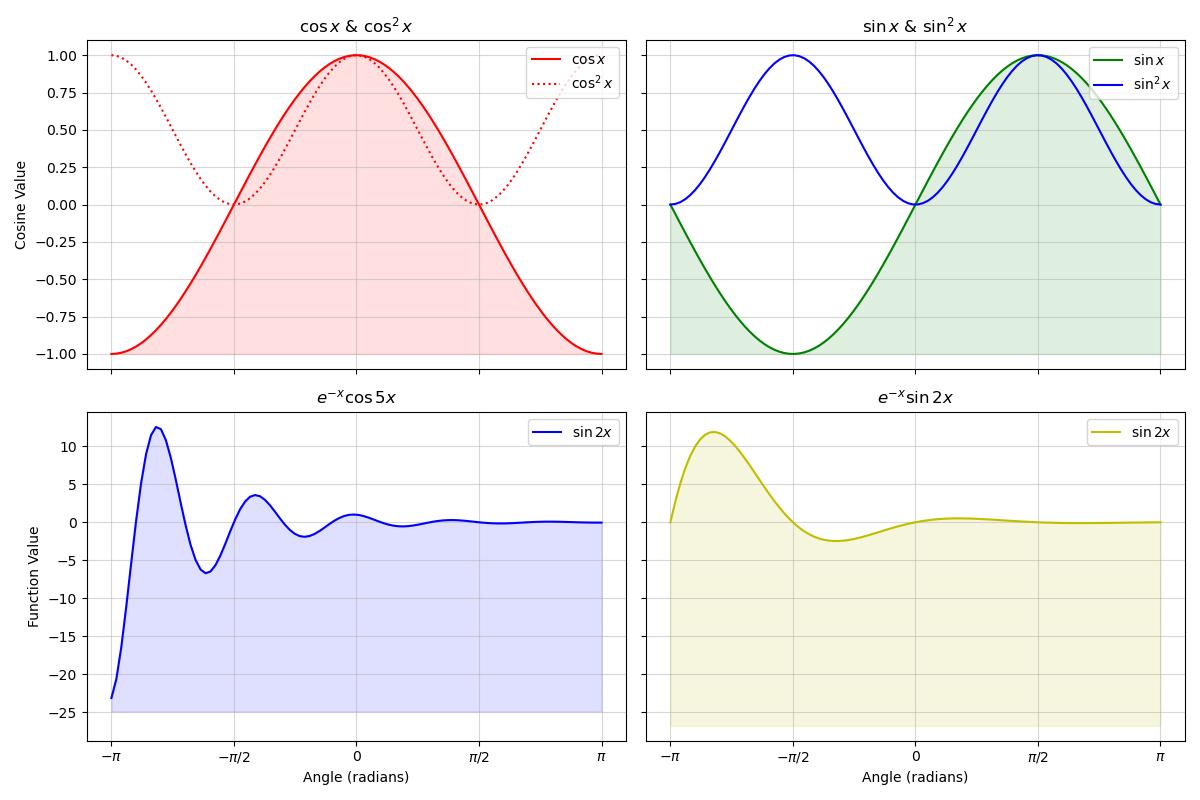 cos x & cos² x
sin x & sin² x
cos x
cos² x
sin x
sin² x
Cosine Value
1.00
0.75
0.50
0.25
0.00
−0.25
−0.50
−0.75
−1.00
e⁻ˣ cos 5x
e⁻ˣ sin 2x
sin 2x
sin 2x
Function Value
10
5
0
−5
−10
−15
−20
−25
−π −π/2 0 π/2 π
−π −π/2 0 π/2 π
Angle (radians)
Angle (radians)